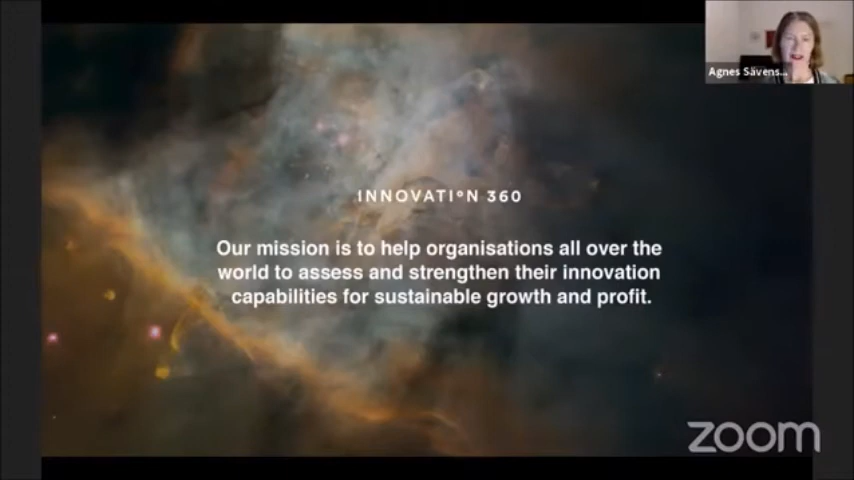 Agnes Sävens...
INNOVATI°N 360
Our mission is to help organisations all over the
world to assess and strengthen their innovation
capabilities for sustainable growth and profit.
zoom